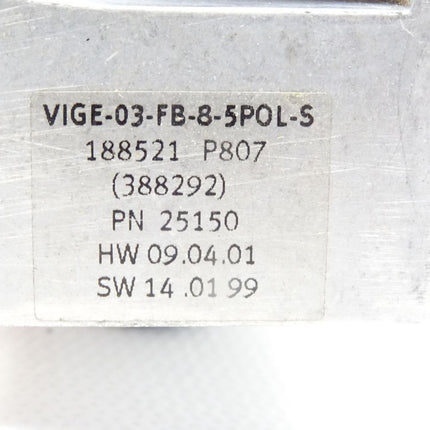 VIGE-03-FB-8-5POL-S
188521 P807
(388292)
PN 25150
HW 09.04.01
SW 14.01 99